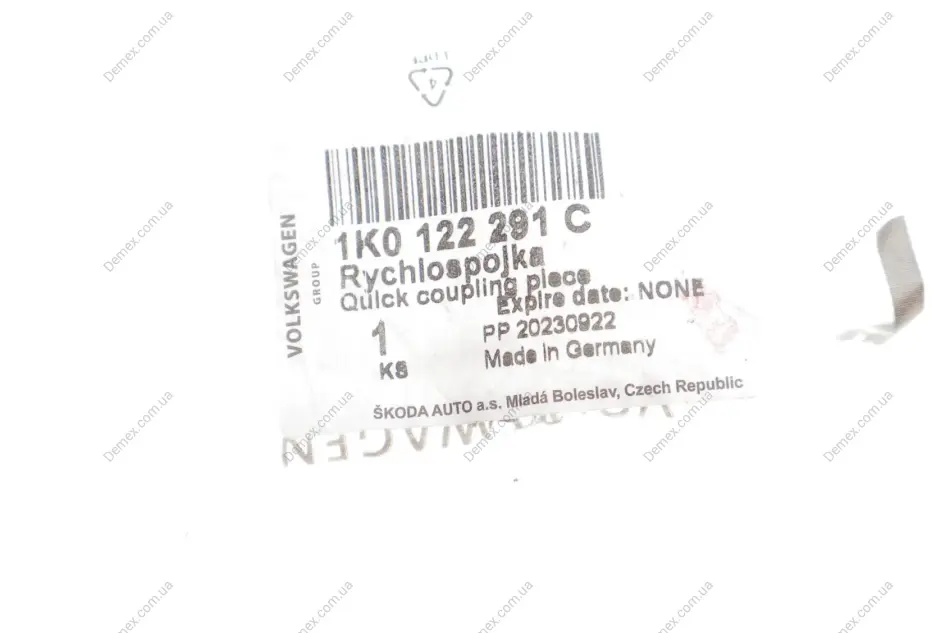 VOLKSWAGEN
GROUP
1K0 122 291 C
Rychlospojka
Quick coupling piece
Expire date: NONE
1
KS
PP 20230922
Made in Germany
ŠKODA AUTO a.s. Mladá Boleslav, Czech Republic
Demex.com.ua